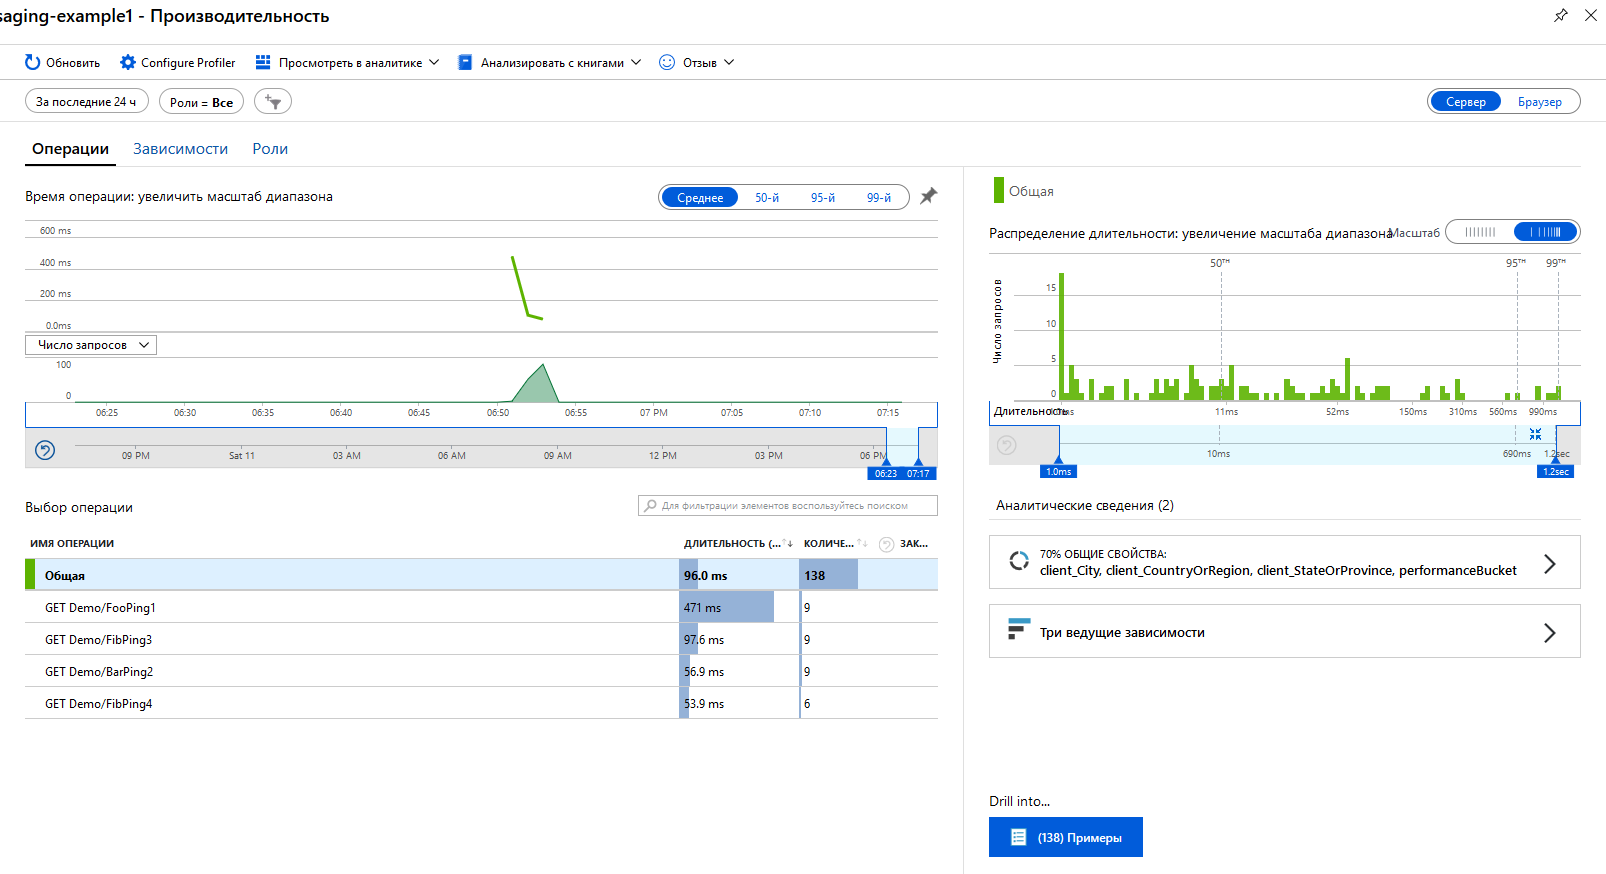 saging-example1 - Производительность
Обновить
Configure Profiler
Просмотреть в аналитике
Анализировать с книгами
Отзыв
За последние 24 ч
Роли = Все
Сервер
Браузер
Операции
Зависимости
Роли
Время операции: увеличить масштаб диапазона
Среднее
50-й
95-й
99-й
600 ms
400 ms
200 ms
0.0ms
Число запросов
100
0
06:25
06:30
06:35
06:40
06:45
06:50
06:55
07 PM
07:05
07:10
07:15
09 PM
Sat 11
03 AM
06 AM
09 AM
12 PM
03 PM
06 PM
06:23
07:17
Выбор операции
Для фильтрации элементов воспользуйтесь поиском
ИМЯ ОПЕРАЦИИ
ДЛИТЕЛЬНОСТЬ (...
КОЛИЧЕ...
ЗАК...
Общая
96.0 ms
138
GET Demo/FooPing1
471 ms
9
GET Demo/FibPing3
97.6 ms
9
GET Demo/BarPing2
56.9 ms
9
GET Demo/FibPing4
53.9 ms
6
Общая
Распределение длительности: увеличение масштаба диапазона
Масштаб
50TH
95TH
99TH
Число запросов
15
10
5
0
Длительность
11ms
52ms
150ms
310ms
560ms
990ms
10ms
690ms
1.2sec
1.0ms
1.2sec
Аналитические сведения (2)
70% ОБЩИЕ СВОЙСТВА:
client_City, client_CountryOrRegion, client_StateOrProvince, performanceBucket
Три ведущие зависимости
Drill into...
(138) Примеры